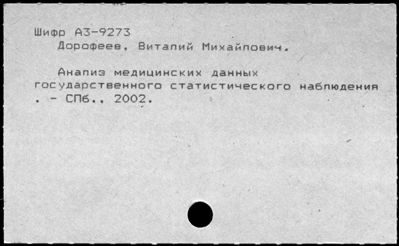 Шифр А3-9273
Дорофеев, Виталий Михайлович.
Анализ медицинских данных
государственного статистического наблюдения
. - СПб., 2002.